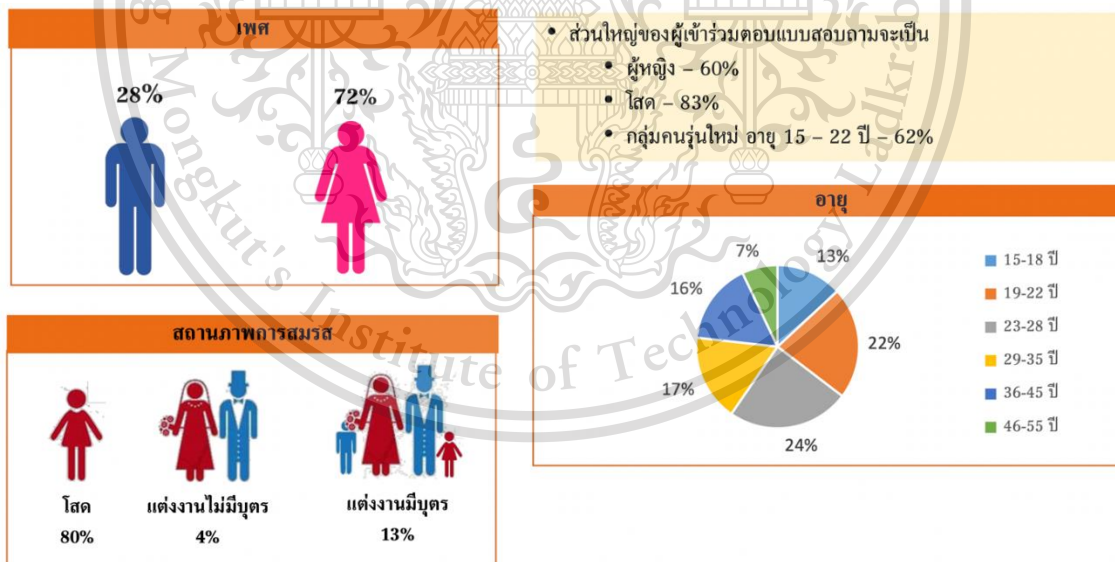 เพศ
28%
72%
• ส่วนใหญ่ของผู้เข้าร่วมตอบแบบสอบถามจะเป็น
• ผู้หญิง – 60%
• โสด – 83%
• กลุ่มคนรุ่นใหม่ อายุ 15 – 22 ปี – 62%
สถานภาพการสมรส
โสด
80%
แต่งงานไม่มีบุตร
4%
แต่งงานมีบุตร
13%
อายุ
7%
13%
16%
22%
17%
24%
15-18 ปี
19-22 ปี
23-28 ปี
29-35 ปี
36-45 ปี
46-55 ปี
Mongkut's Institute of Technology Ladkrab